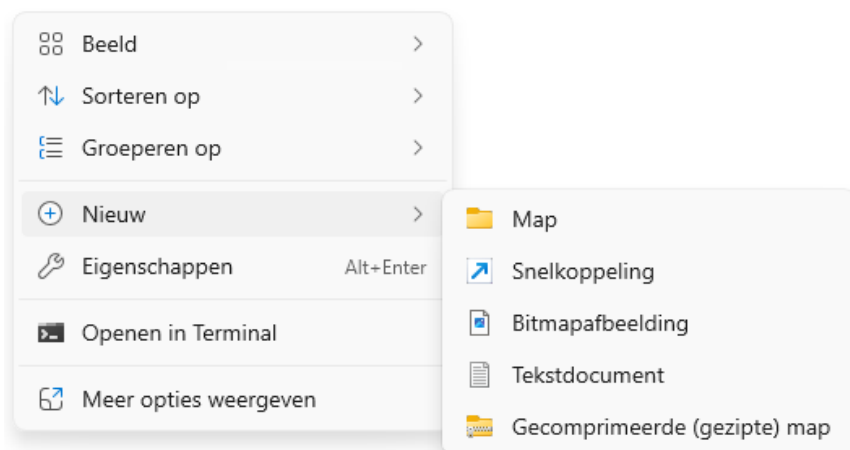 Beeld
Sorteren op
Groeperen op
Nieuw
Eigenschappen Alt+Enter
Openen in Terminal
Meer opties weergeven
Map
Snelkoppeling
Bitmapafbeelding
Tekstdocument
Gecomprimeerde (gezipte) map